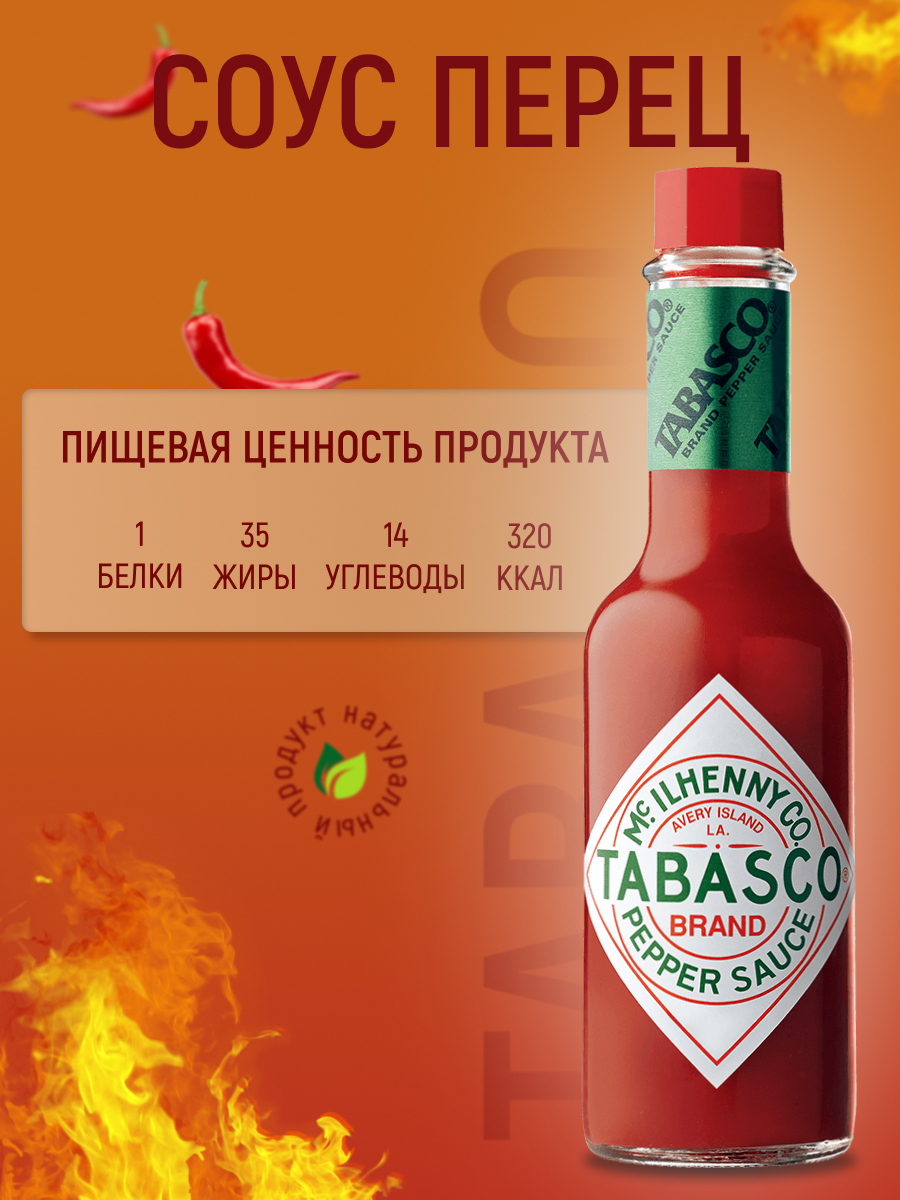 СОУС ПЕРЕЦ
ПИЩЕВАЯ ЦЕННОСТЬ ПРОДУКТА
1 35 14 320
БЕЛКИ ЖИРЫ УГЛЕВОДЫ ККАЛ
продукт натуральный
TABASCO®
BRAND PEPPER SAUCE
McILHENNY CO.
AVERY ISLAND
LA.
TABASCO®
BRAND
PEPPER SAUCE